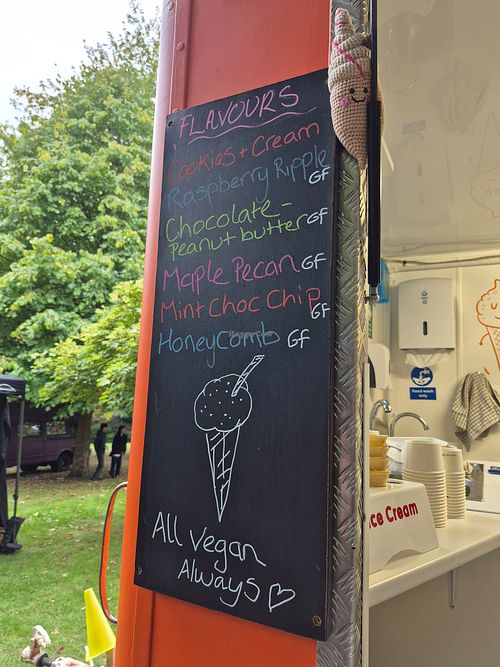 FLAVOURS
Cookies + Cream
Raspberry Ripple
GF
Chocolate -
Peanut butter GF
Maple Pecan GF
Mint Choc Chip
GF
HoneyComb GF
All Vegan
Always
Hand wash
only
Ice Cream